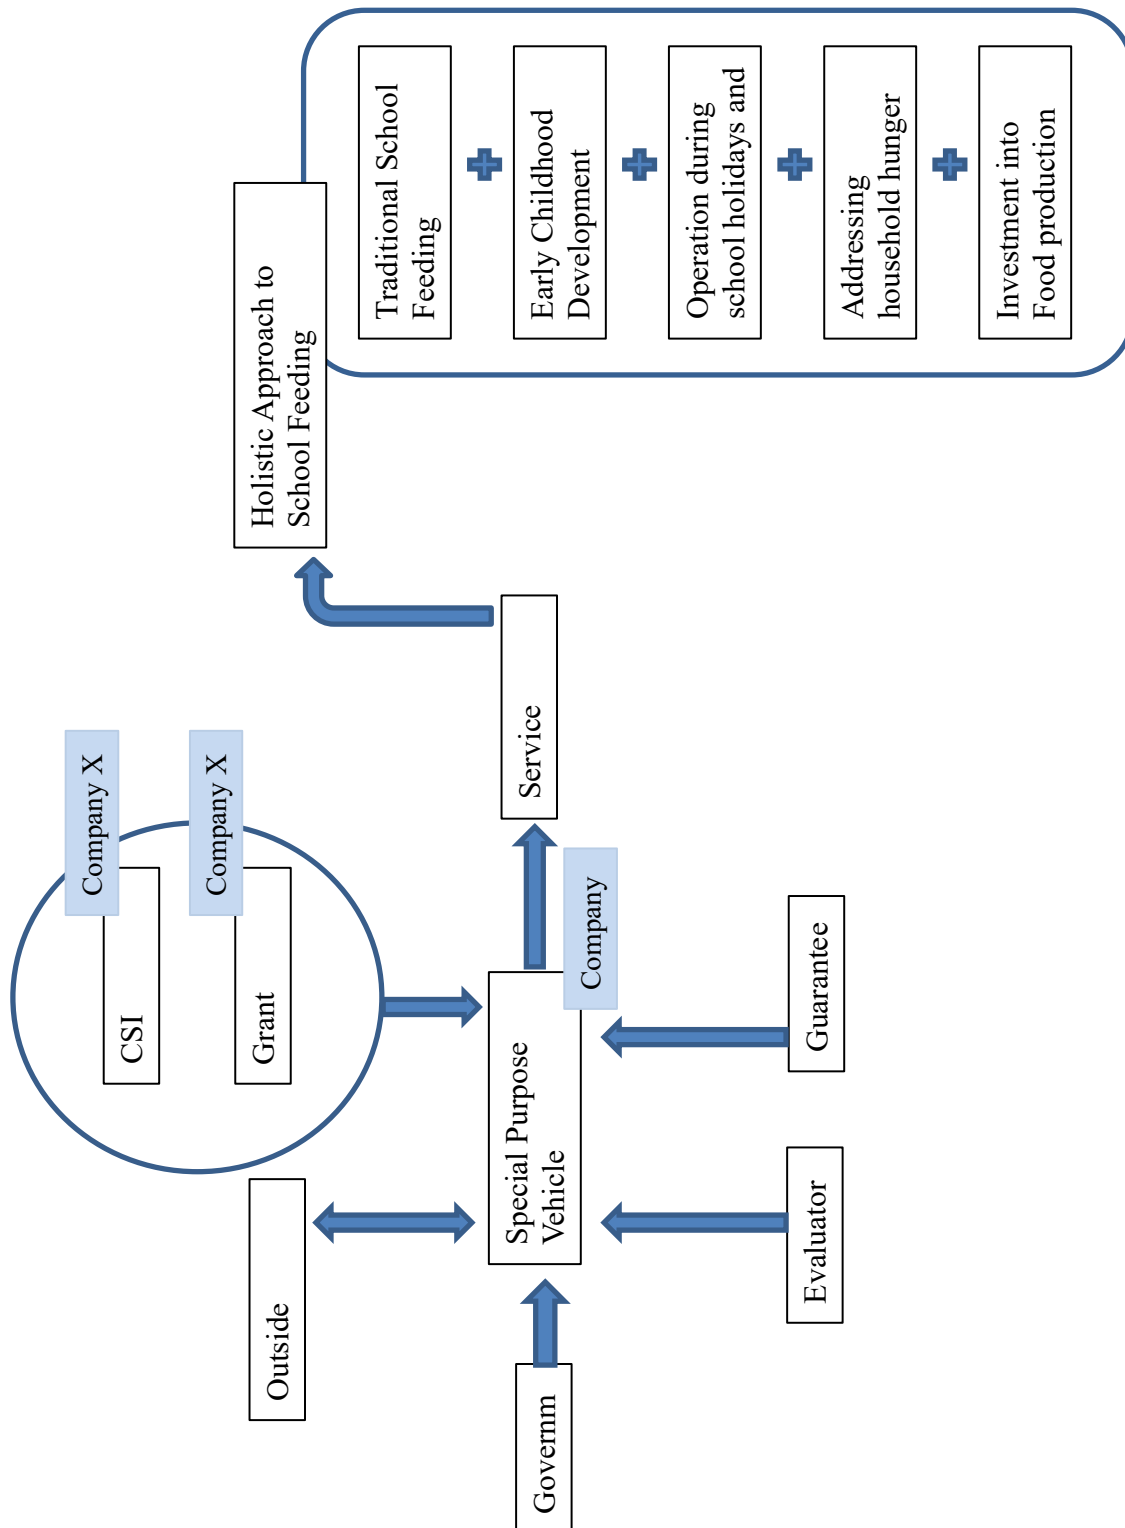 Outside
Governm
CSI
Company X
Grant
Company X
Special Purpose
Vehicle
Company
Evaluator
Guarantee
Service
Holistic Approach to
School Feeding
Traditional School
Feeding
Early Childhood
Development
Operation during
school holidays and
Addressing
household hunger
Investment into
Food production